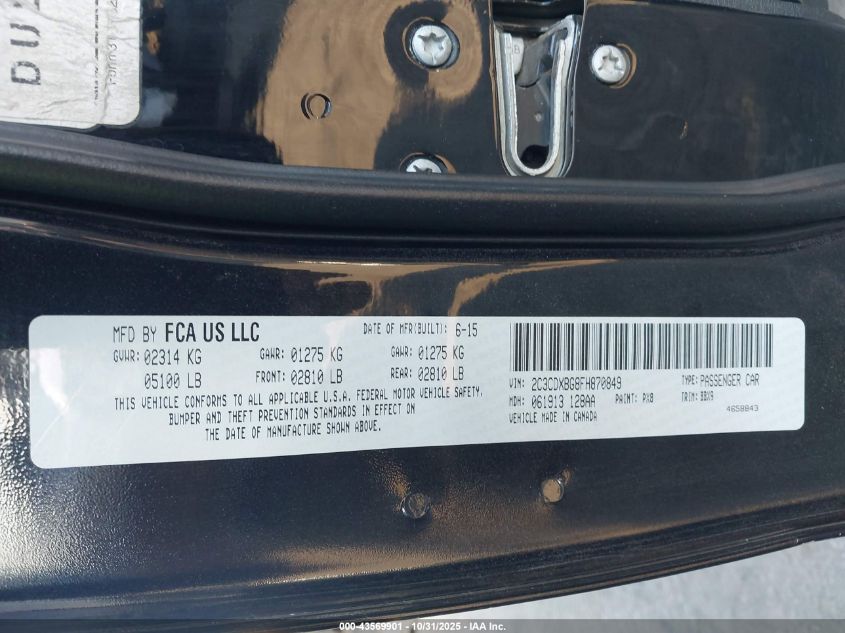 DU
MFD BY FCA US LLC DATE OF MFR(BUILT): 6-15
GVWR: 02314 KG GAWR: 01275 KG GAWR: 01275 KG
05100 LB FRONT: 02810 LB REAR: 02810 LB
THIS VEHICLE CONFORMS TO ALL APPLICABLE U.S.A. FEDERAL MOTOR VEHICLE SAFETY,
BUMPER AND THEFT PREVENTION STANDARDS IN EFFECT ON
THE DATE OF MANUFACTURE SHOWN ABOVE.
VIN: 2C3CDXBG8FH870849 TYPE: PASSENGER CAR
MDH: 061913 128AA PAINT: PX8 TRIM: BBX9
VEHICLE MADE IN CANADA 4658843
000-43569901 - 10/31/2025 - IAA Inc.